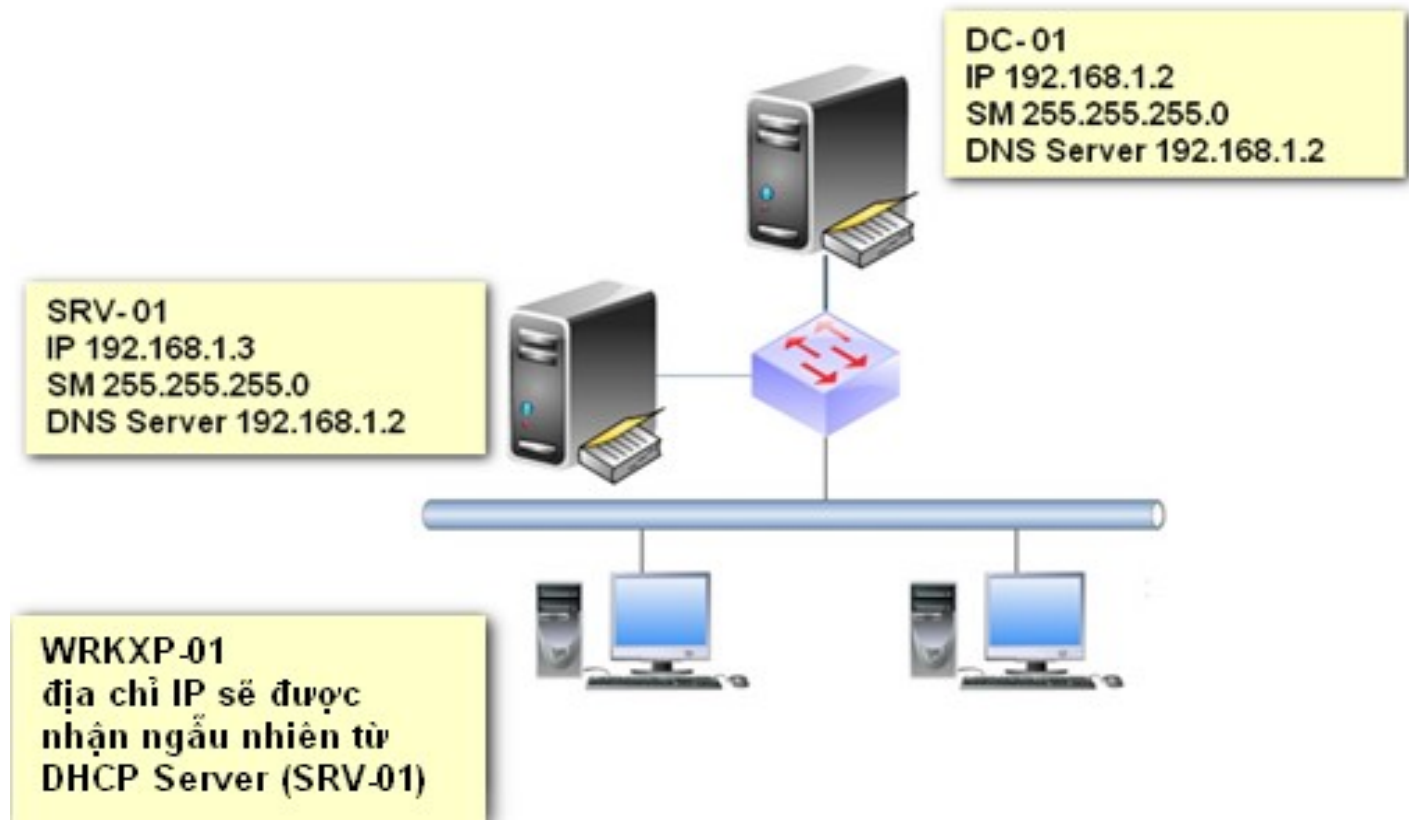 DC-01
IP 192.168.1.2
SM 255.255.255.0
DNS Server 192.168.1.2
SRV-01
IP 192.168.1.3
SM 255.255.255.0
DNS Server 192.168.1.2
WRKXP-01
địa chỉ IP sẽ được
nhận ngẫu nhiên từ
DHCP Server (SRV-01)